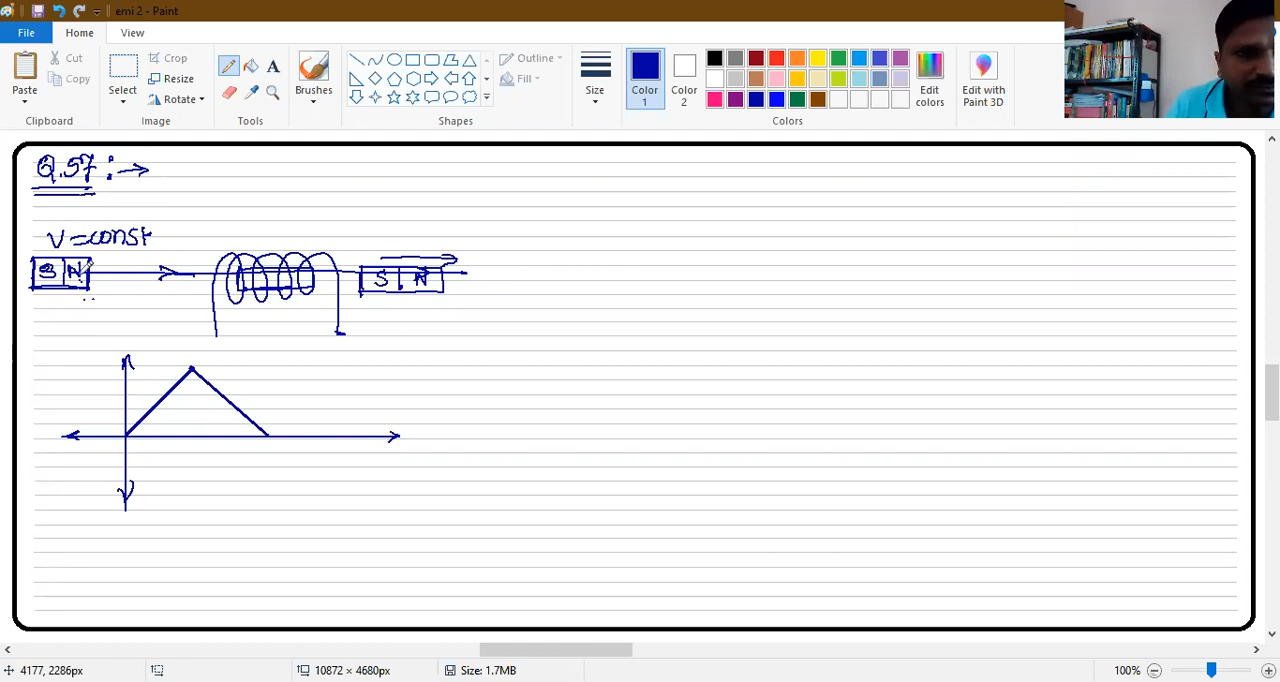 emi 2 - Paint
File Home View
Paste Cut Copy Clipboard
Select Crop Resize Rotate Image
A Tools
Brushes
Outline Fill Shapes
Size
Color 1 Color 2 Edit colors Colors
Edit with Paint 3D
Q.57 :→
V = const
S N
S N
4177, 2286px 10872 × 4680px Size: 1.7MB 100%